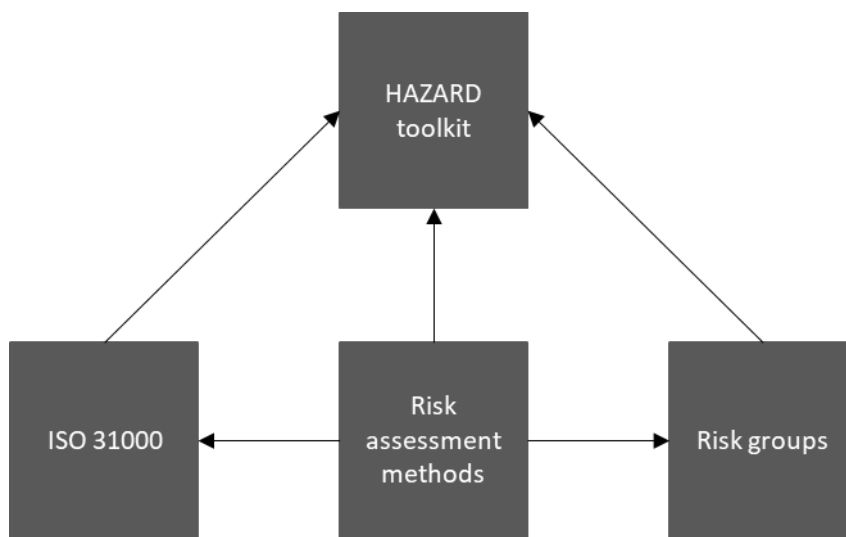 HAZARD
toolkit
ISO 31000
Risk
assessment
methods
Risk groups